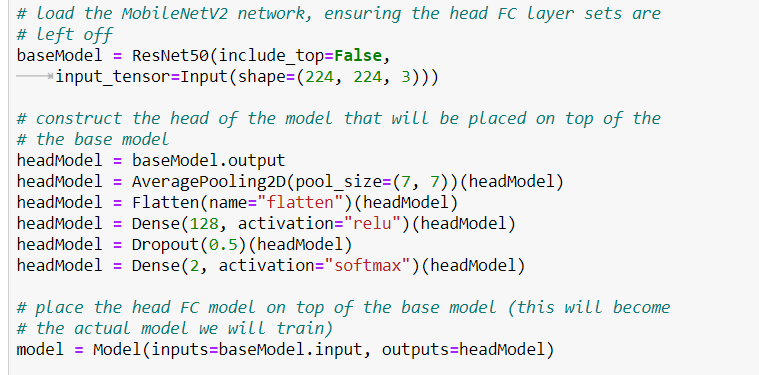 # load the MobileNetV2 network, ensuring the head FC layer sets are
# left off
baseModel = ResNet50(include_top=False,
input_tensor=Input(shape=(224, 224, 3)))
# construct the head of the model that will be placed on top of the
# the base model
headModel = baseModel.output
headModel = AveragePooling2D(pool_size=(7, 7))(headModel)
headModel = Flatten(name="flatten")(headModel)
headModel = Dense(128, activation="relu")(headModel)
headModel = Dropout(0.5)(headModel)
headModel = Dense(2, activation="softmax")(headModel)
# place the head FC model on top of the base model (this will become
# the actual model we will train)
model = Model(inputs=baseModel.input, outputs=headModel)